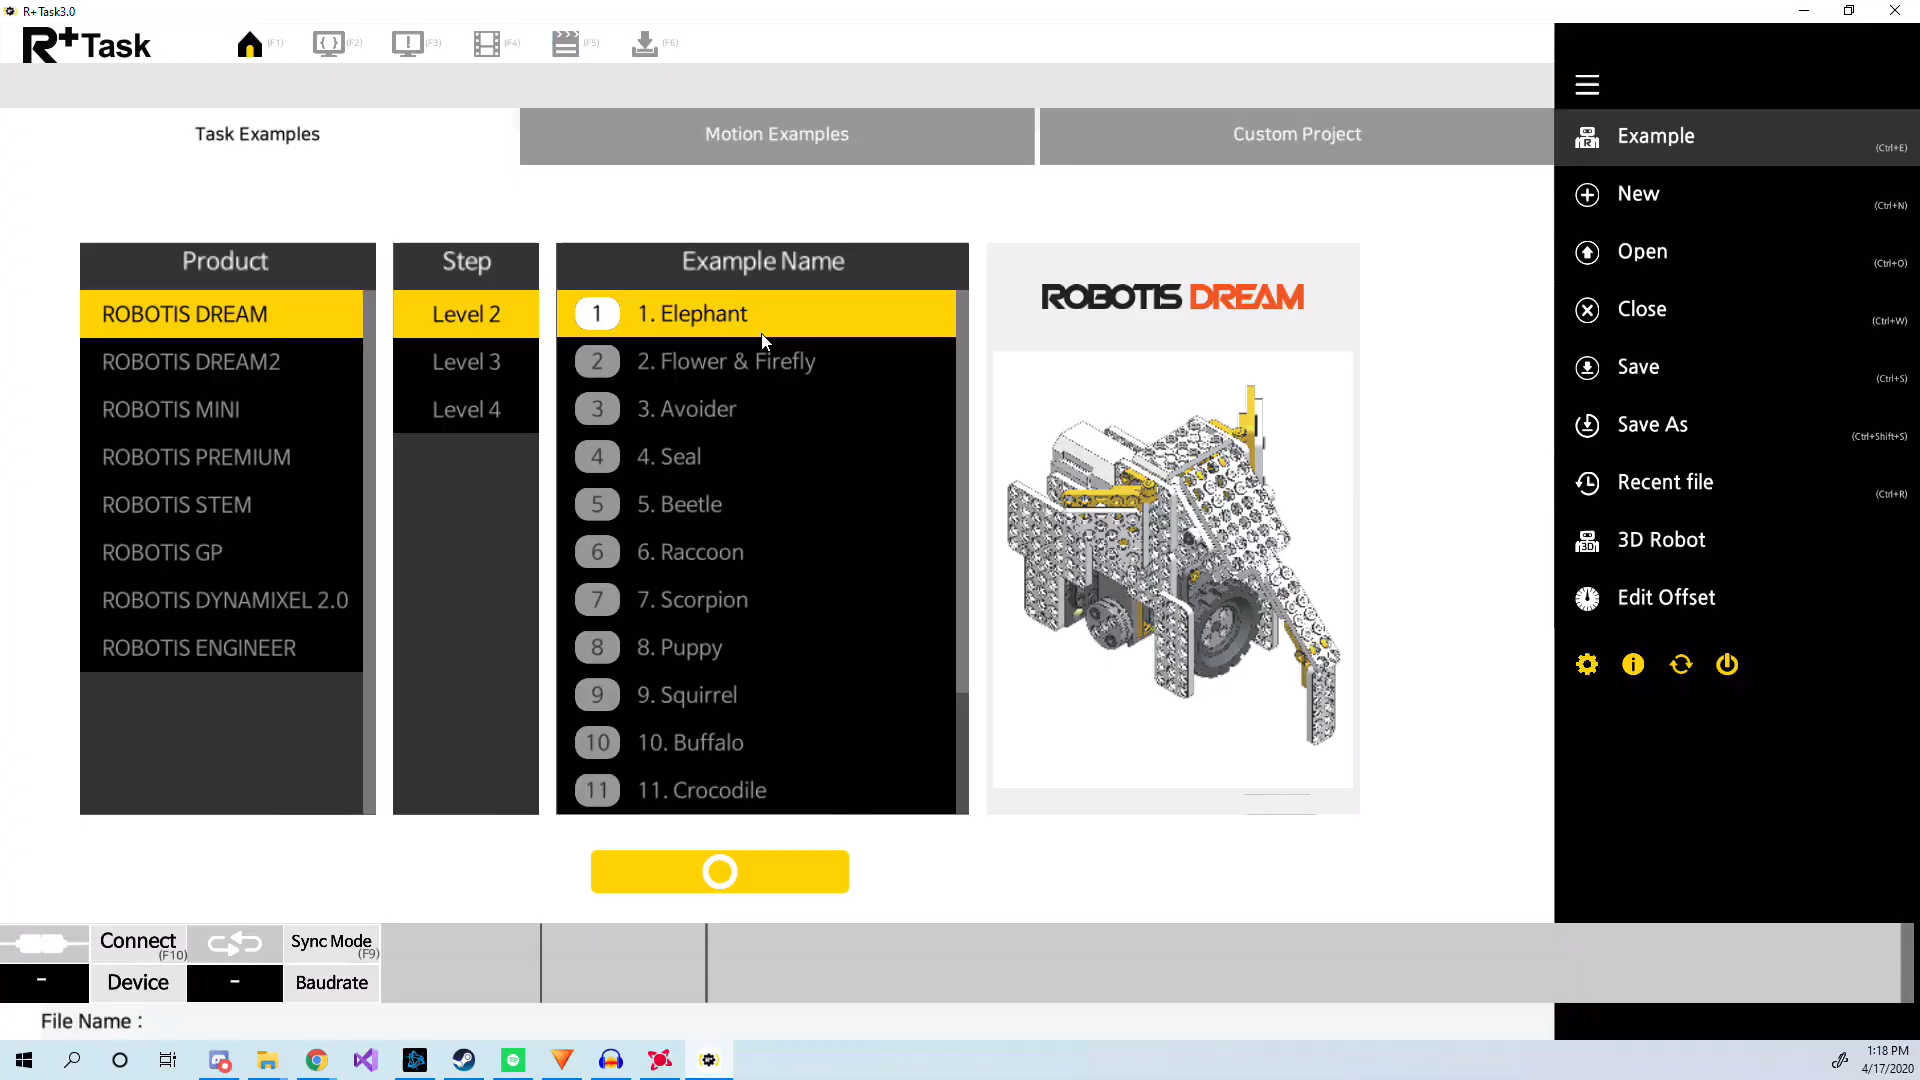 R+Task3.0
R+Task
(F1)
(F2)
(F3)
(F4)
(F5)
(F6)
Task Examples
Motion Examples
Custom Project
Product
ROBOTIS DREAM
ROBOTIS DREAM2
ROBOTIS MINI
ROBOTIS PREMIUM
ROBOTIS STEM
ROBOTIS GP
ROBOTIS DYNAMIXEL 2.0
ROBOTIS ENGINEER
Step
Level 2
Level 3
Level 4
Example Name
1 1. Elephant
2 2. Flower & Firefly
3 3. Avoider
4 4. Seal
5 5. Beetle
6 6. Raccoon
7 7. Scorpion
8 8. Puppy
9 9. Squirrel
10 10. Buffalo
11 11. Crocodile
ROBOTIS DREAM
Example (Ctrl+E)
New (Ctrl+N)
Open (Ctrl+O)
Close (Ctrl+W)
Save (Ctrl+S)
Save As (Ctrl+Shift+S)
Recent file (Ctrl+R)
3D Robot
Edit Offset
Connect (F10)
Sync Mode (F9)
- Device
- Baudrate
File Name :
1:18 PM
4/17/2020